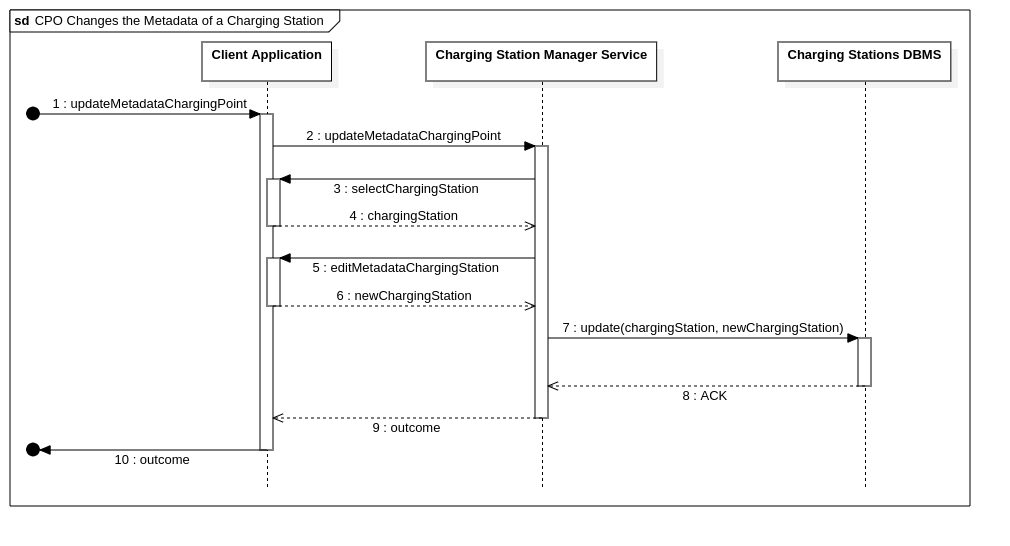 sd CPO Changes the Metadata of a Charging Station
Client Application
Charging Station Manager Service
Charging Stations DBMS
1 : updateMetadataChargingPoint
2 : updateMetadataChargingPoint
3 : selectChargingStation
4 : chargingStation
5 : editMetadataChargingStation
6 : newChargingStation
7 : update(chargingStation, newChargingStation)
8 : ACK
9 : outcome
10 : outcome